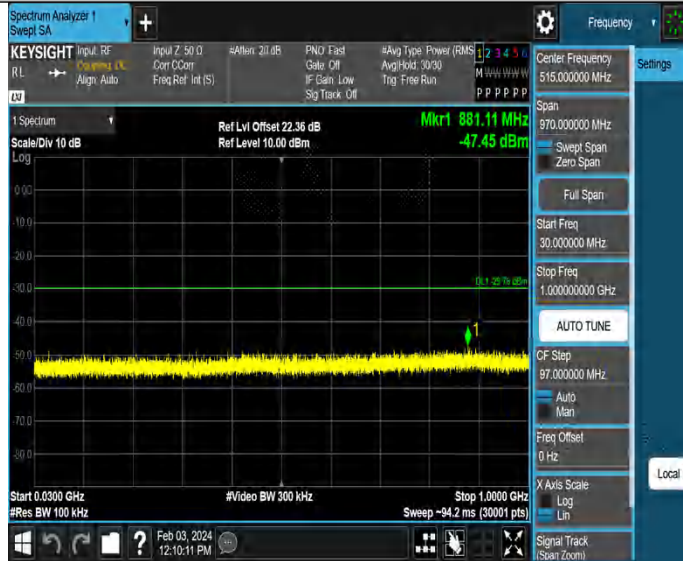 Spectrum Analyzer 1
Swept SA
+
Frequency
KEYSIGHT
RL
LXI
Input: RF
Coupling: DC
Align: Auto
Input Z: 50 Ω
Corr CCorr
Freq Ref: Int (S)
#Atten: 20 dB
PNO: Fast
Gate: Off
IF Gain: Low
Sig Track: Off
#Avg Type: Power (RMS
Avg|Hold: 30/30
Trig: Free Run
1 2 3 4 5 6
M W W W W W
P P P P P P
1 Spectrum
Scale/Div 10 dB
Log
Ref Lvl Offset 22.36 dB
Ref Level 10.00 dBm
Mkr1 881.11 MHz
-47.45 dBm
0.00
-10.0
-20.0
-30.0
-40.0
-50.0
-60.0
-70.0
-80.0
1
Start 0.0300 GHz
#Res BW 100 kHz
#Video BW 300 kHz
Stop 1.0000 GHz
Sweep ~94.2 ms (30001 pts)
Feb 03, 2024
12:10:11 PM
?
Center Frequency
515.000000 MHz
Settings
Span
970.000000 MHz
Swept Span
Zero Span
Full Span
Start Freq
30.000000 MHz
Stop Freq
1.000000000 GHz
AUTO TUNE
CF Step
97.000000 MHz
Auto
Man
Freq Offset
0 Hz
Local
X Axis Scale
Log
Lin
Signal Track
(Span Zoom)